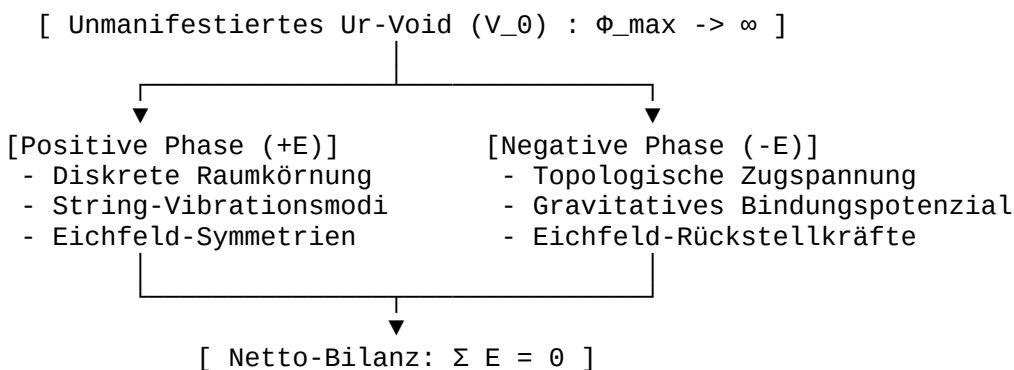 [ Unmanifestiertes Ur-Void (V_0) : Φ_max -> ∞ ]
[Positive Phase (+E)] [Negative Phase (-E)]
- Diskrete Raumkörnung - Topologische Zugspannung
- String-Vibrationsmodi - Gravitatives Bindungspotenzial
- Eichfeld-Symmetrien - Eichfeld-Rückstellkräfte
[ Netto-Bilanz: Σ E = 0 ]